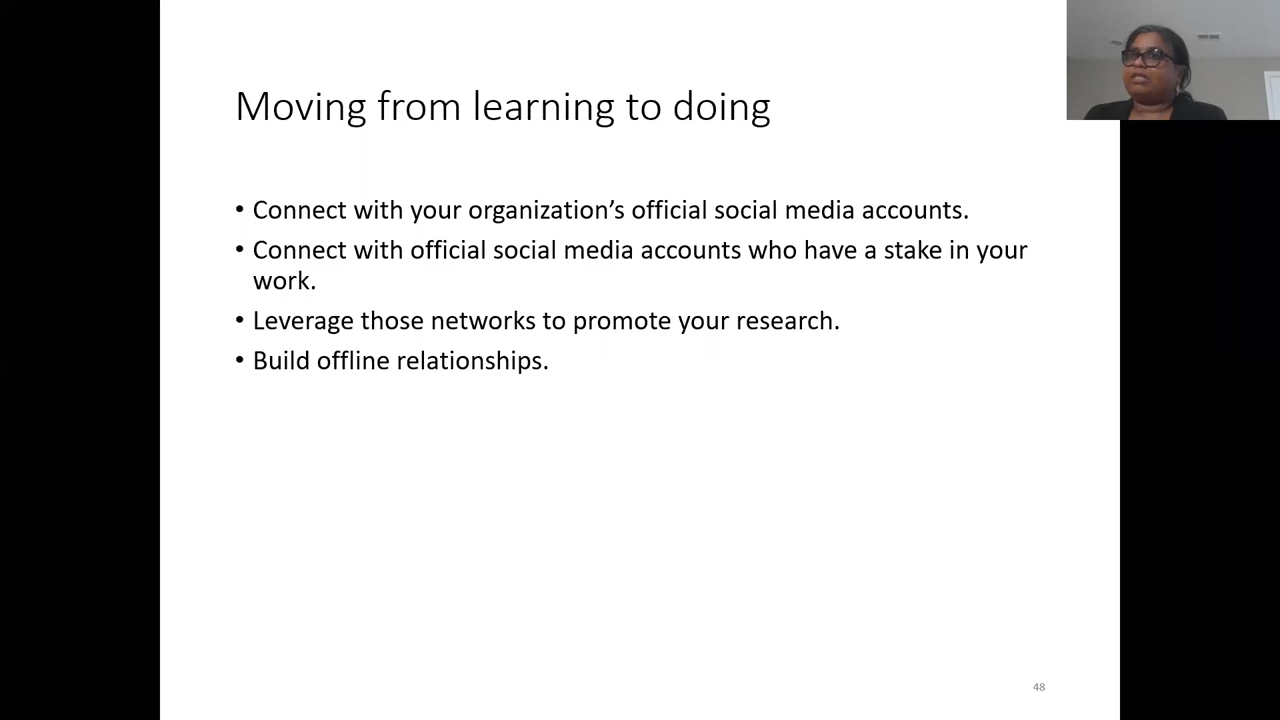 Moving from learning to doing
• Connect with your organization’s official social media accounts.
• Connect with official social media accounts who have a stake in your
work.
• Leverage those networks to promote your research.
• Build offline relationships.
48